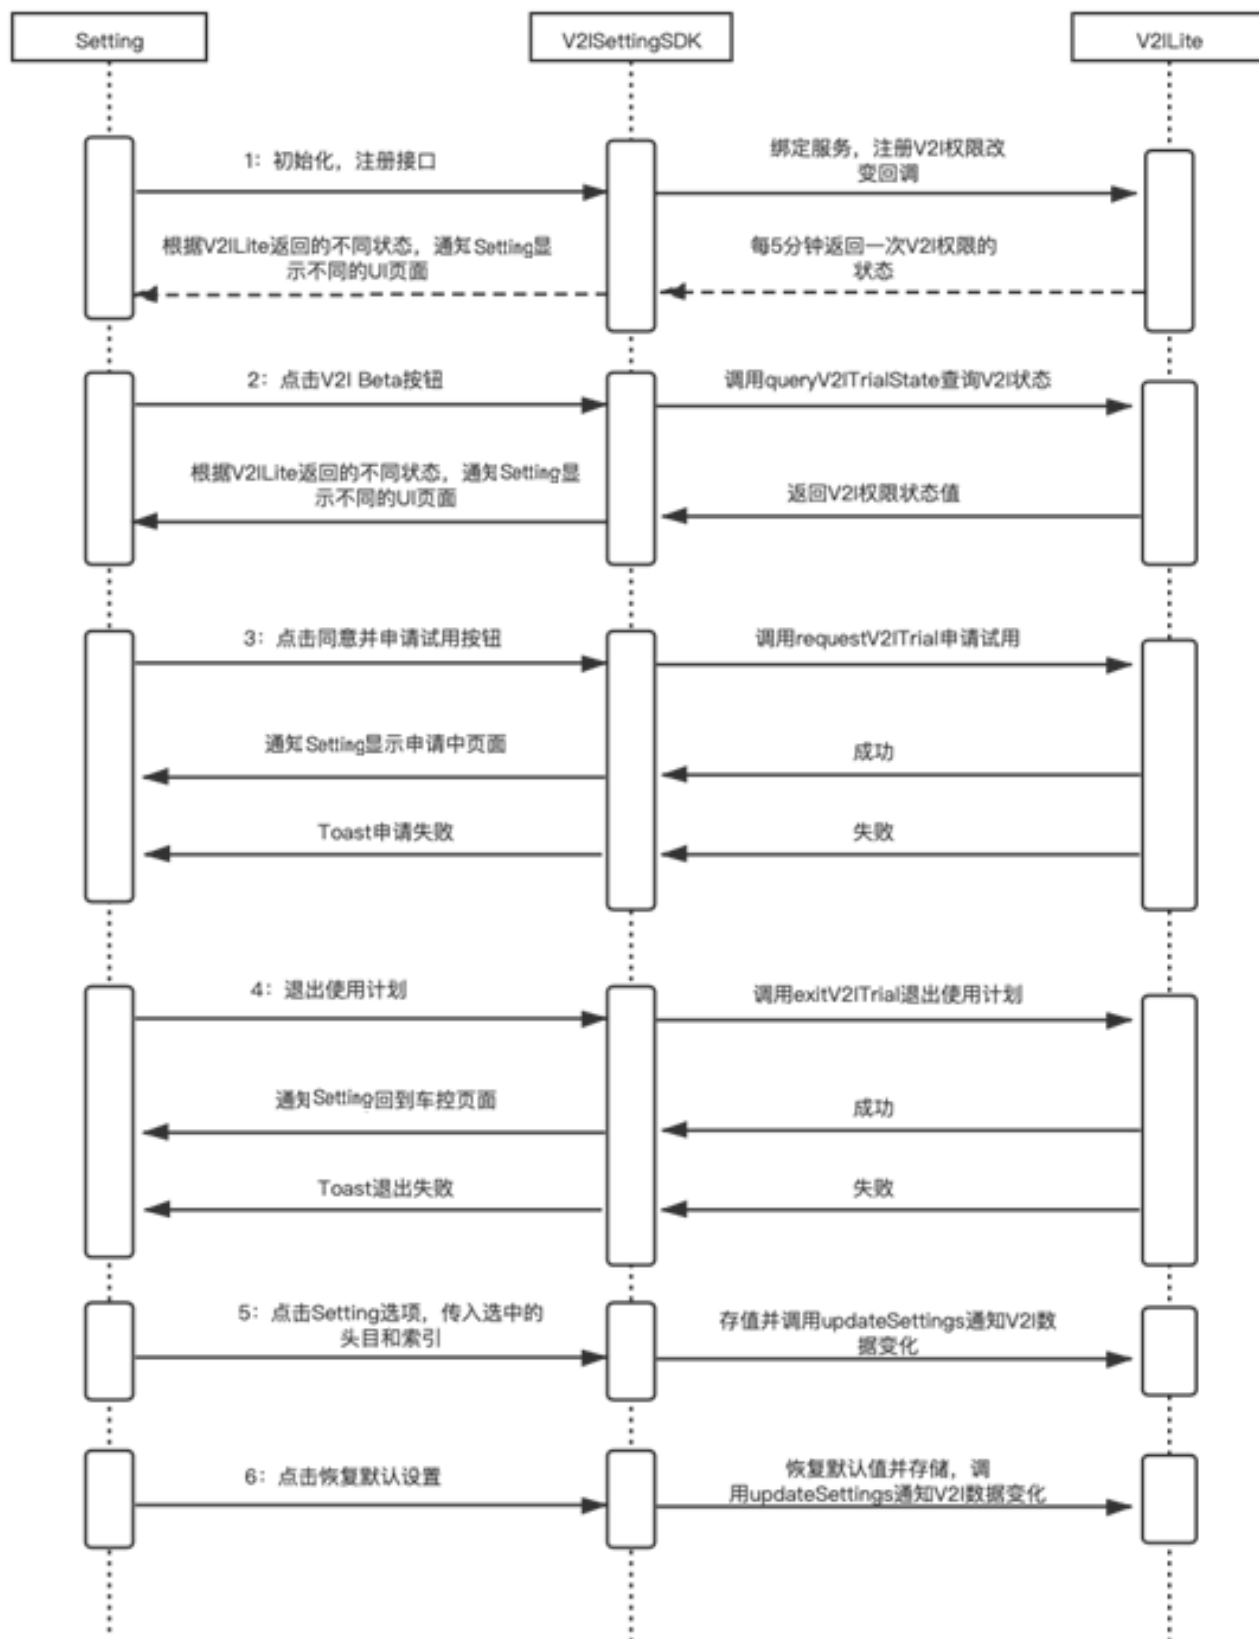 Setting
V2ISettingSDK
V2ILite
1：初始化，注册接口
绑定服务，注册V2I权限改
变回调
根据V2ILite返回的不同状态，通知Setting显
示不同的UI页面
每5分钟返回一次V2I权限的
状态
2：点击V2I Beta按钮
调用queryV2ITrialState查询V2I状态
根据V2ILite返回的不同状态，通知Setting显
示不同的UI页面
返回V2I权限状态值
3：点击同意并申请试用按钮
调用requestV2ITrial申请试用
通知Setting显示申请中页面
成功
Toast申请失败
失败
4：退出使用计划
调用exitV2ITrial退出使用计划
通知Setting回到车控页面
成功
Toast退出失败
失败
5：点击Setting选项，传入选中的
头目和索引
存值并调用updateSettings通知V2I数
据变化
6：点击恢复默认设置
恢复默认值并存储，调
用updateSettings通知V2I数据变化